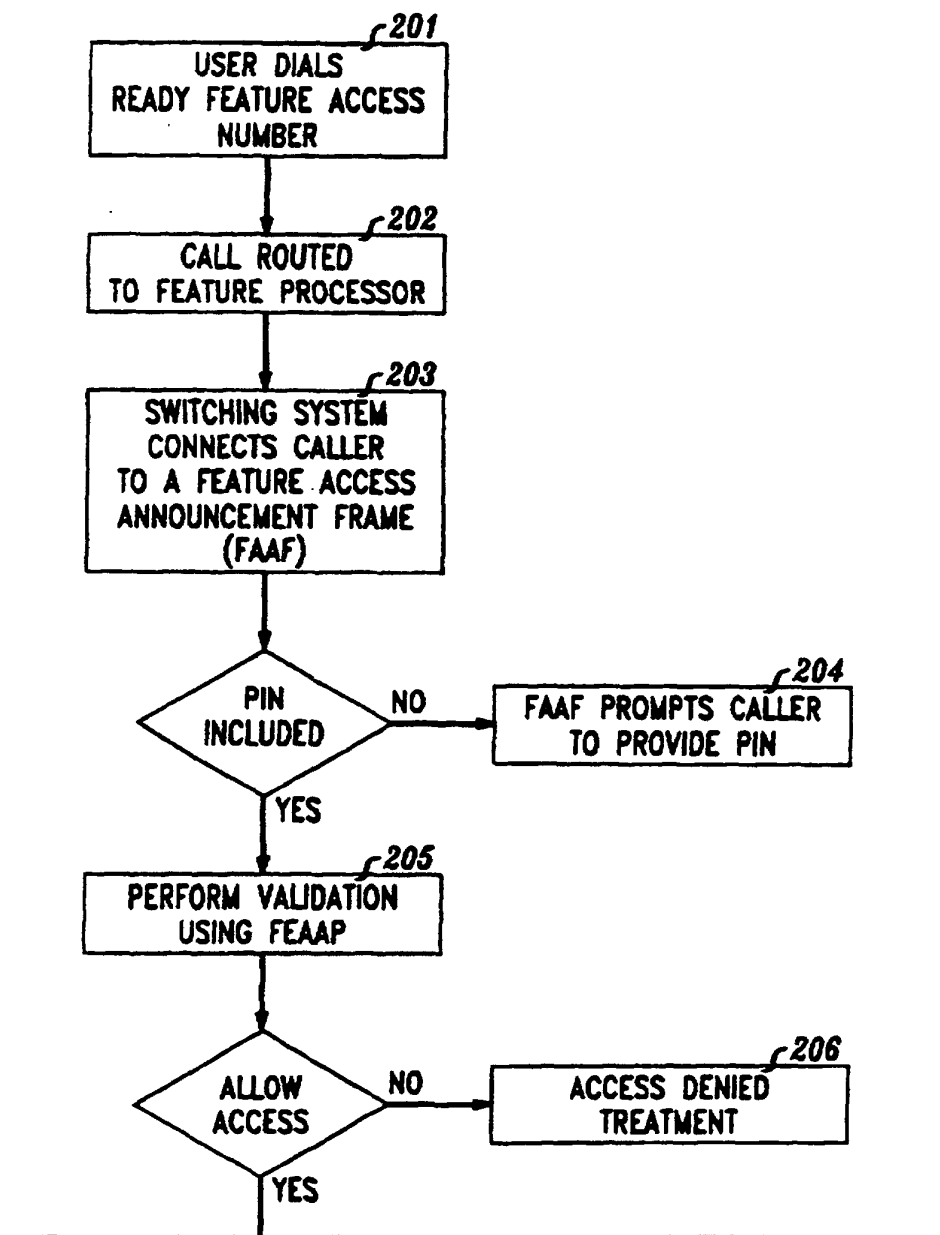 201
USER DIALS
READY FEATURE ACCESS
NUMBER
202
CALL ROUTED
TO FEATURE PROCESSOR
203
SWITCHING SYSTEM
CONNECTS CALLER
TO A FEATURE ACCESS
ANNOUNCEMENT FRAME
(FAAF)
PIN
INCLUDED
NO
204
FAAF PROMPTS CALLER
TO PROVIDE PIN
YES
205
PERFORM VALIDATION
USING FEAAP
ALLOW
ACCESS
NO
206
ACCESS DENIED
TREATMENT
YES